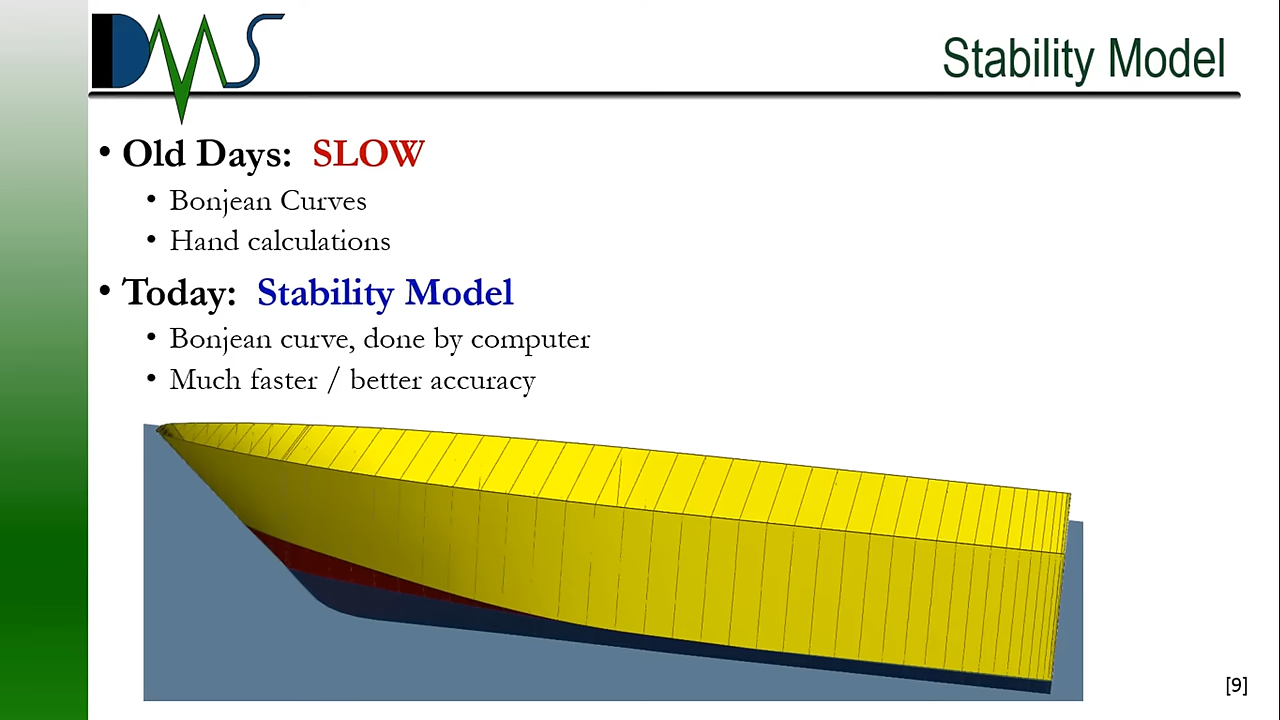 DMS
Stability Model
• Old Days: SLOW
• Bonjean Curves
• Hand calculations
• Today: Stability Model
• Bonjean curve, done by computer
• Much faster / better accuracy
[9]